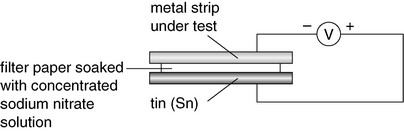 metal strip
under test
− V +
filter paper soaked
with concentrated
sodium nitrate
solution
tin (Sn)